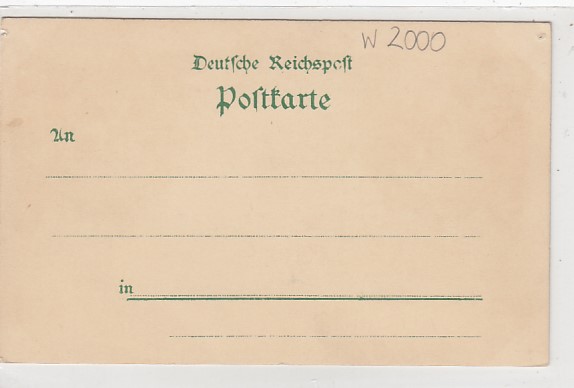 W 2000
Deutſche Reichspoſt
Poſtkarte
An
in